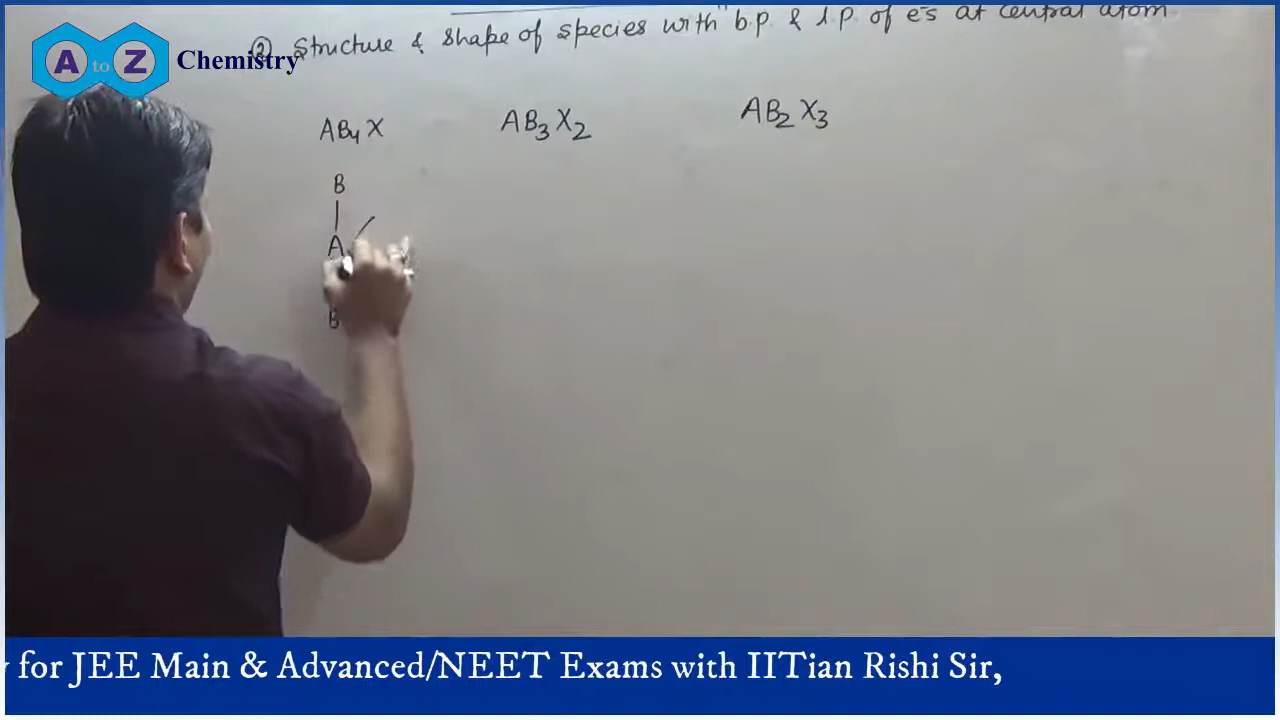 ② Structure & Shape of species with b.p. & l.p. of e⁻s at central atom
A to Z Chemistry
AB₄X AB₃X₂ AB₂X₃
B
A
B
for JEE Main & Advanced/NEET Exams with IITian Rishi Sir,